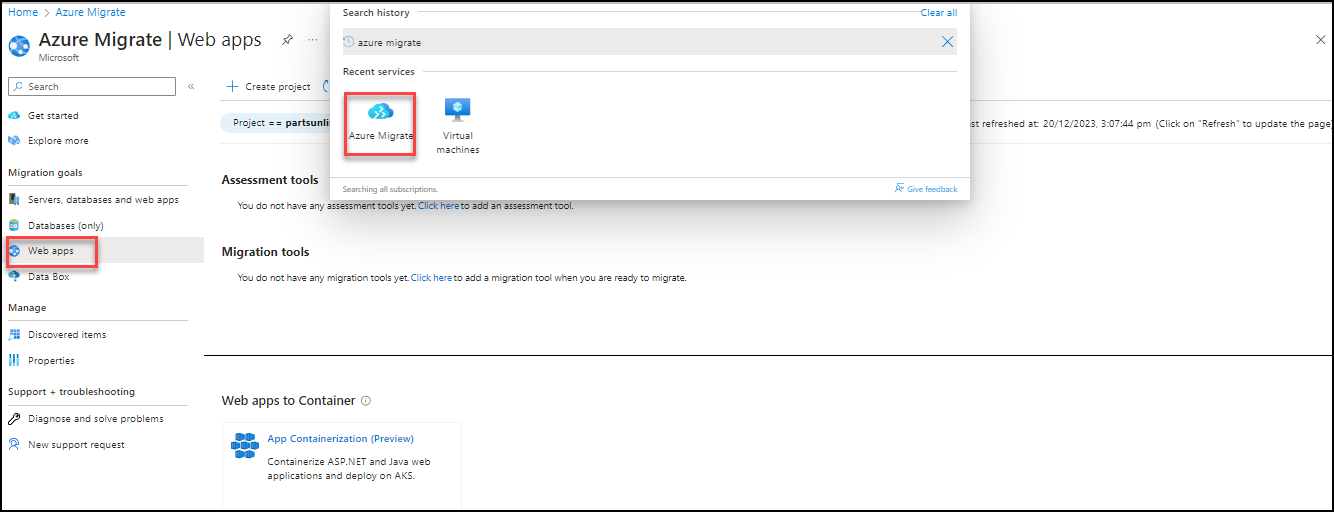 Home > Azure Migrate
Azure Migrate | Web apps
Microsoft
Search
Get started
Explore more
Migration goals
Servers, databases and web apps
Databases (only)
Web apps
Data Box
Manage
Discovered items
Properties
Support + troubleshooting
Diagnose and solve problems
New support request
Search history
Clear all
azure migrate
Recent services
Azure Migrate
Virtual
machines
Searching all subscriptions.
Give feedback
Create project
Project == partsunli
refreshed at: 20/12/2023, 3:07:44 pm (Click on “Refresh” to update the page)
Assessment tools
You do not have any assessment tools yet. Click here to add an assessment tool.
Migration tools
You do not have any migration tools yet. Click here to add a migration tool when you are ready to migrate.
Web apps to Container
App Containerization (Preview)
Containerize ASP.NET and Java web
applications and deploy on AKS.